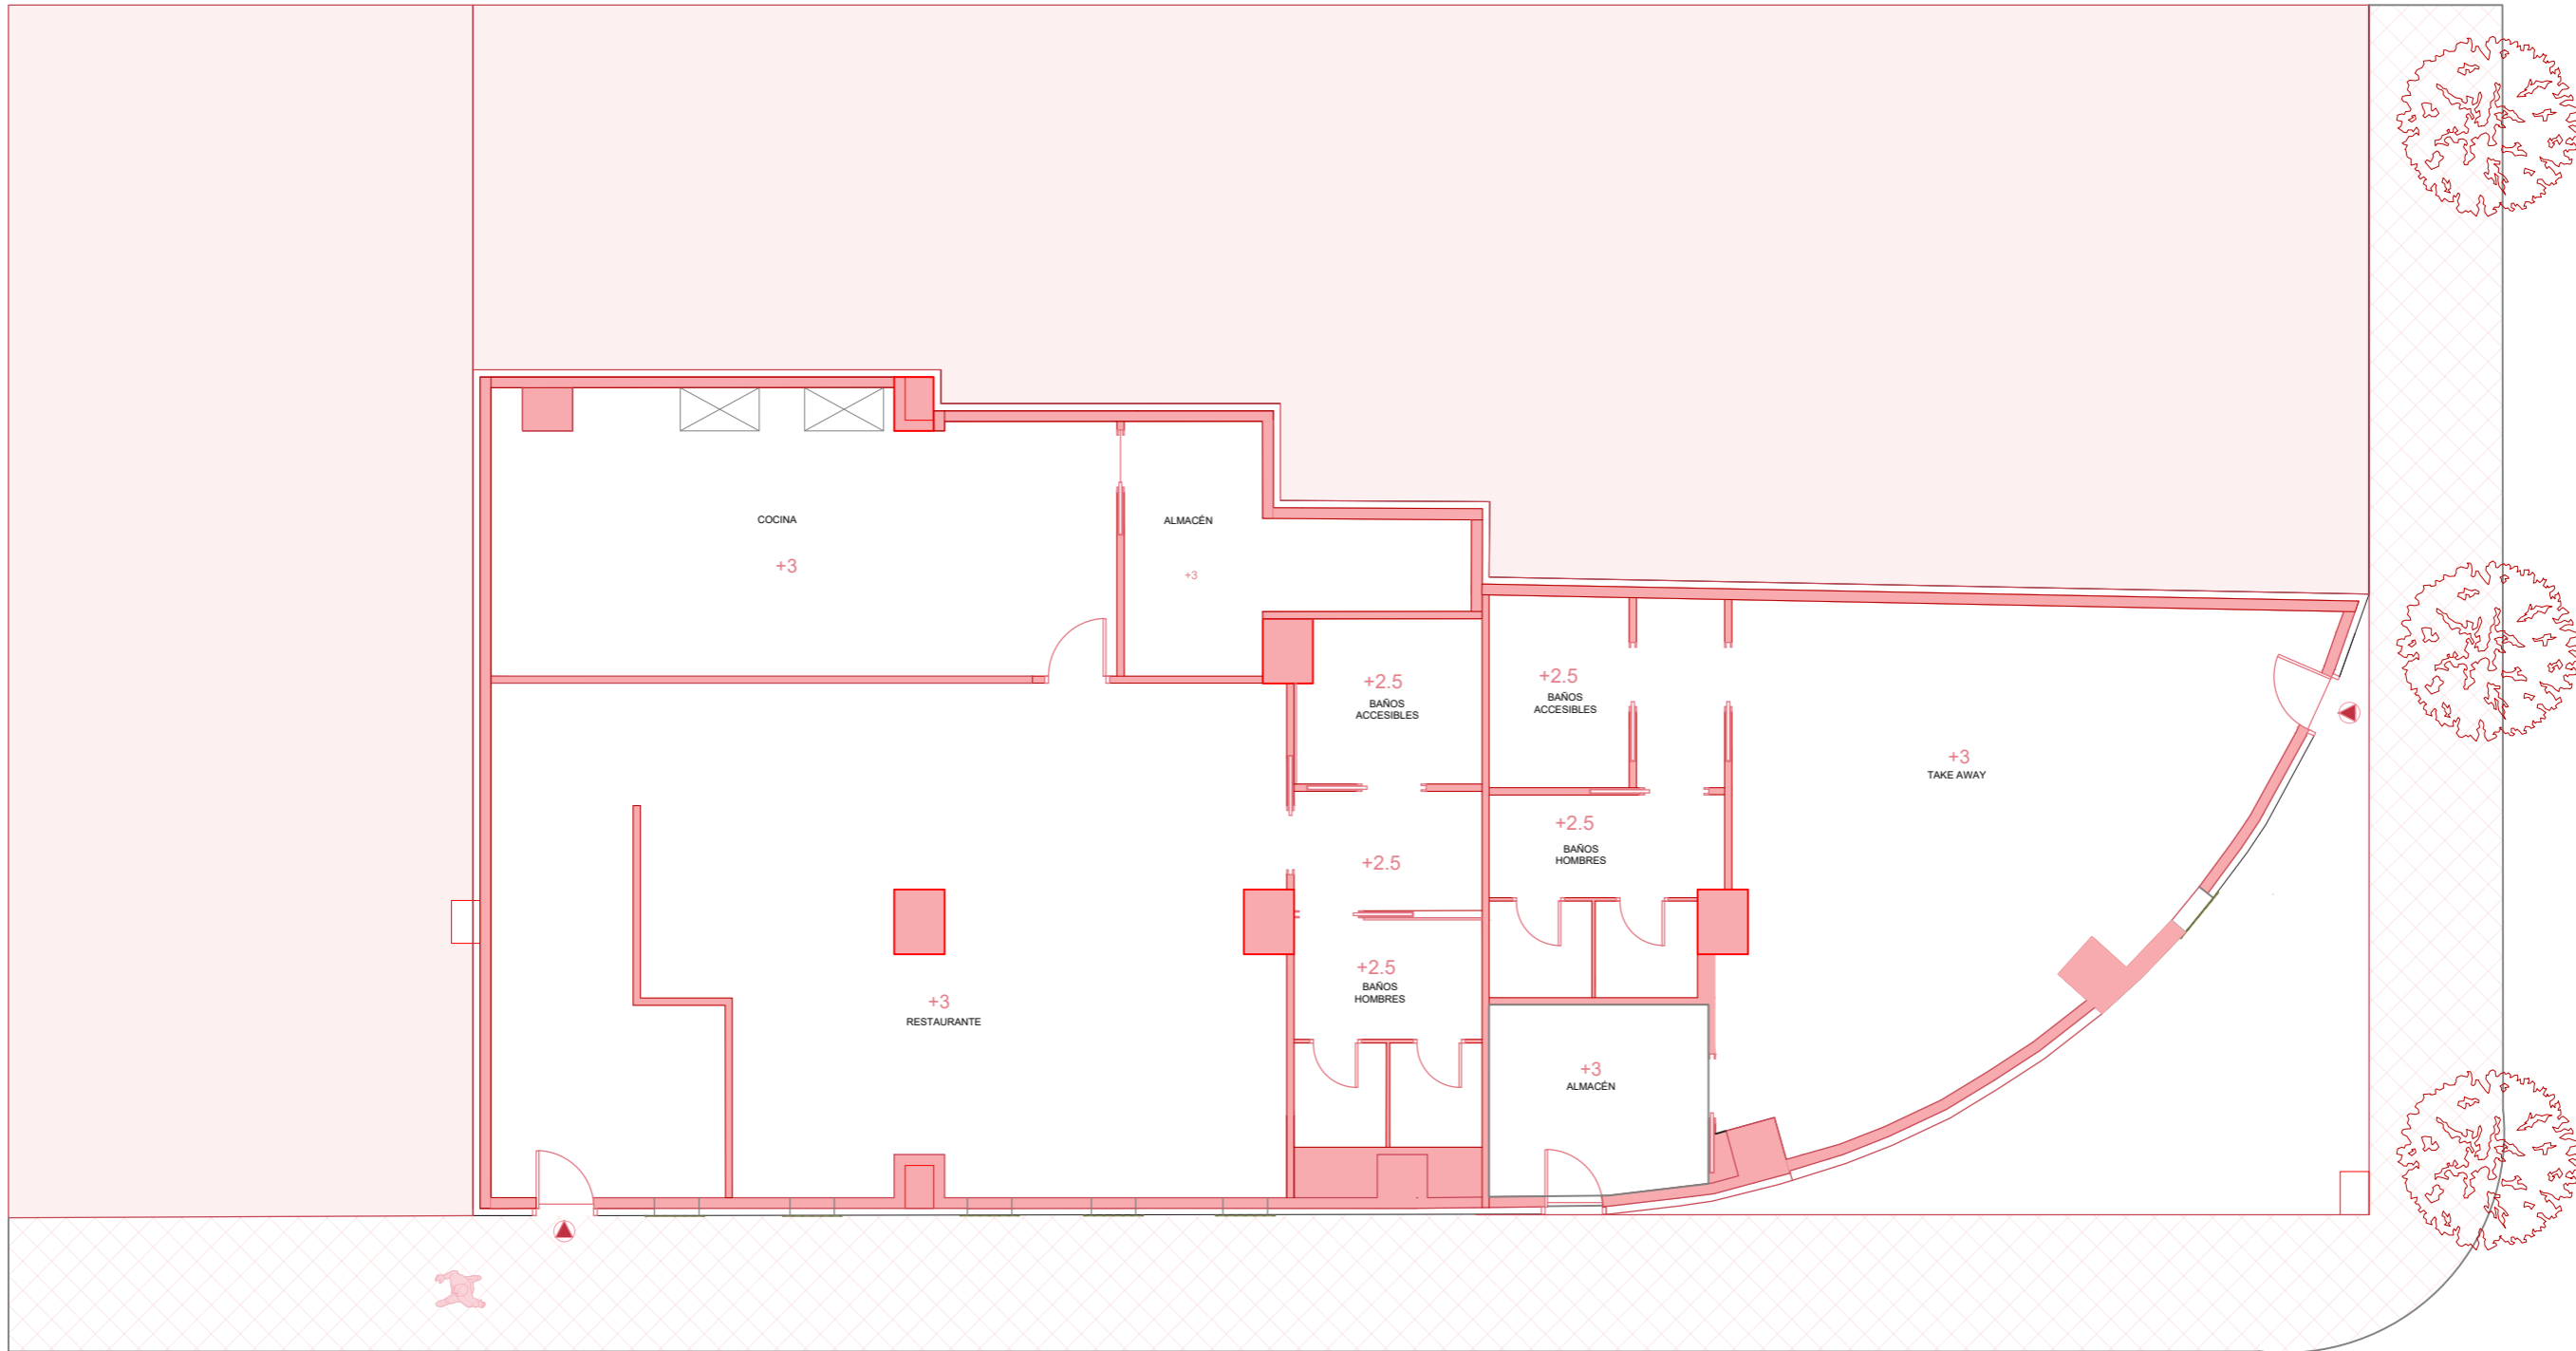 COCINA
+3
ALMACÉN
+3
+2.5
BAÑOS
ACCESIBLES
+2.5
BAÑOS
ACCESIBLES
+3
TAKE AWAY
+2.5
BAÑOS
HOMBRES
+2.5
+2.5
BAÑOS
HOMBRES
+3
RESTAURANTE
+3
ALMACÉN